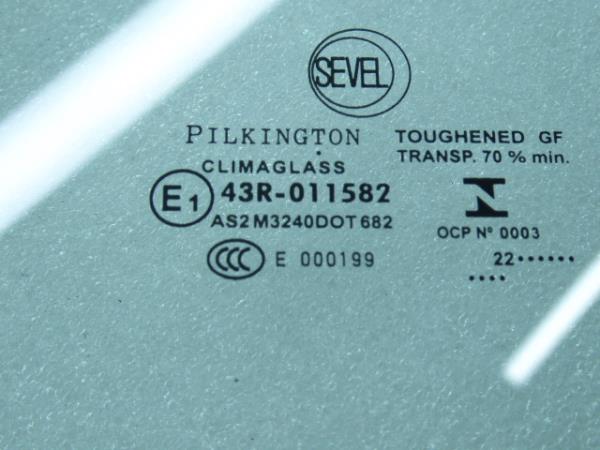 SEVEL
PILKINGTON TOUGHENED GF
CLIMAGLASS TRANSP. 70 % min.
E1 43R-011582
AS2 M3240DOT 682 OCP Nº 0003
CCC E 000199
22••••••
••••